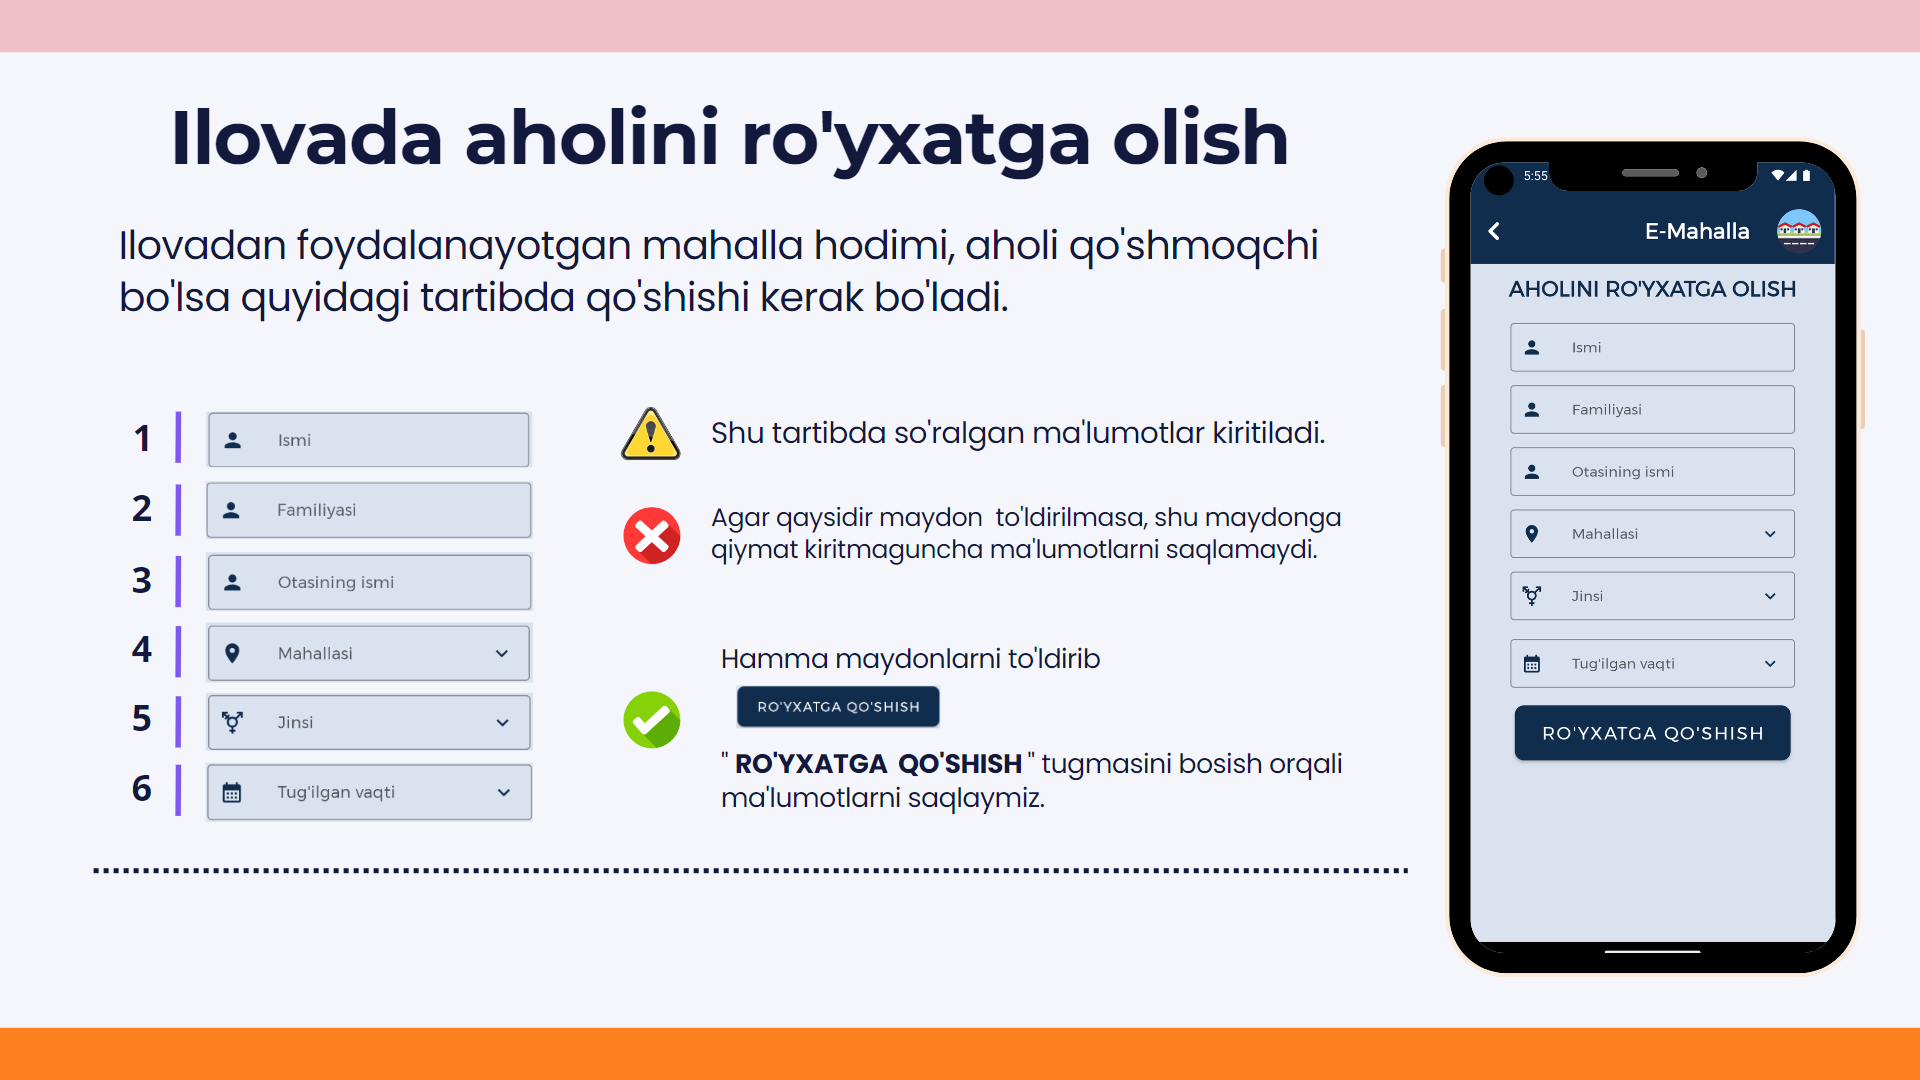 Ilovada aholini ro'yxatga olish
Ilovadan foydalanayotgan mahalla hodimi, aholi qo'shmoqchi
bo'lsa quyidagi tartibda qo'shishi kerak bo'ladi.
1
Ismi
2
Familiyasi
3
Otasining ismi
4
Mahallasi
5
Jinsi
6
Tug'ilgan vaqti
Shu tartibda so'ralgan ma'lumotlar kiritiladi.
Agar qaysidir maydon  to'ldirilmasa, shu maydonga
qiymat kiritmaguncha ma'lumotlarni saqlamaydi.
Hamma maydonlarni to'ldirib
RO'YXATGA QO'SHISH
" RO'YXATGA  QO'SHISH " tugmasini bosish orqali
ma'lumotlarni saqlaymiz.
5:55
E-Mahalla
AHOLINI RO'YXATGA OLISH
Ismi
Familiyasi
Otasining ismi
Mahallasi
Jinsi
Tug'ilgan vaqti
RO'YXATGA QO'SHISH